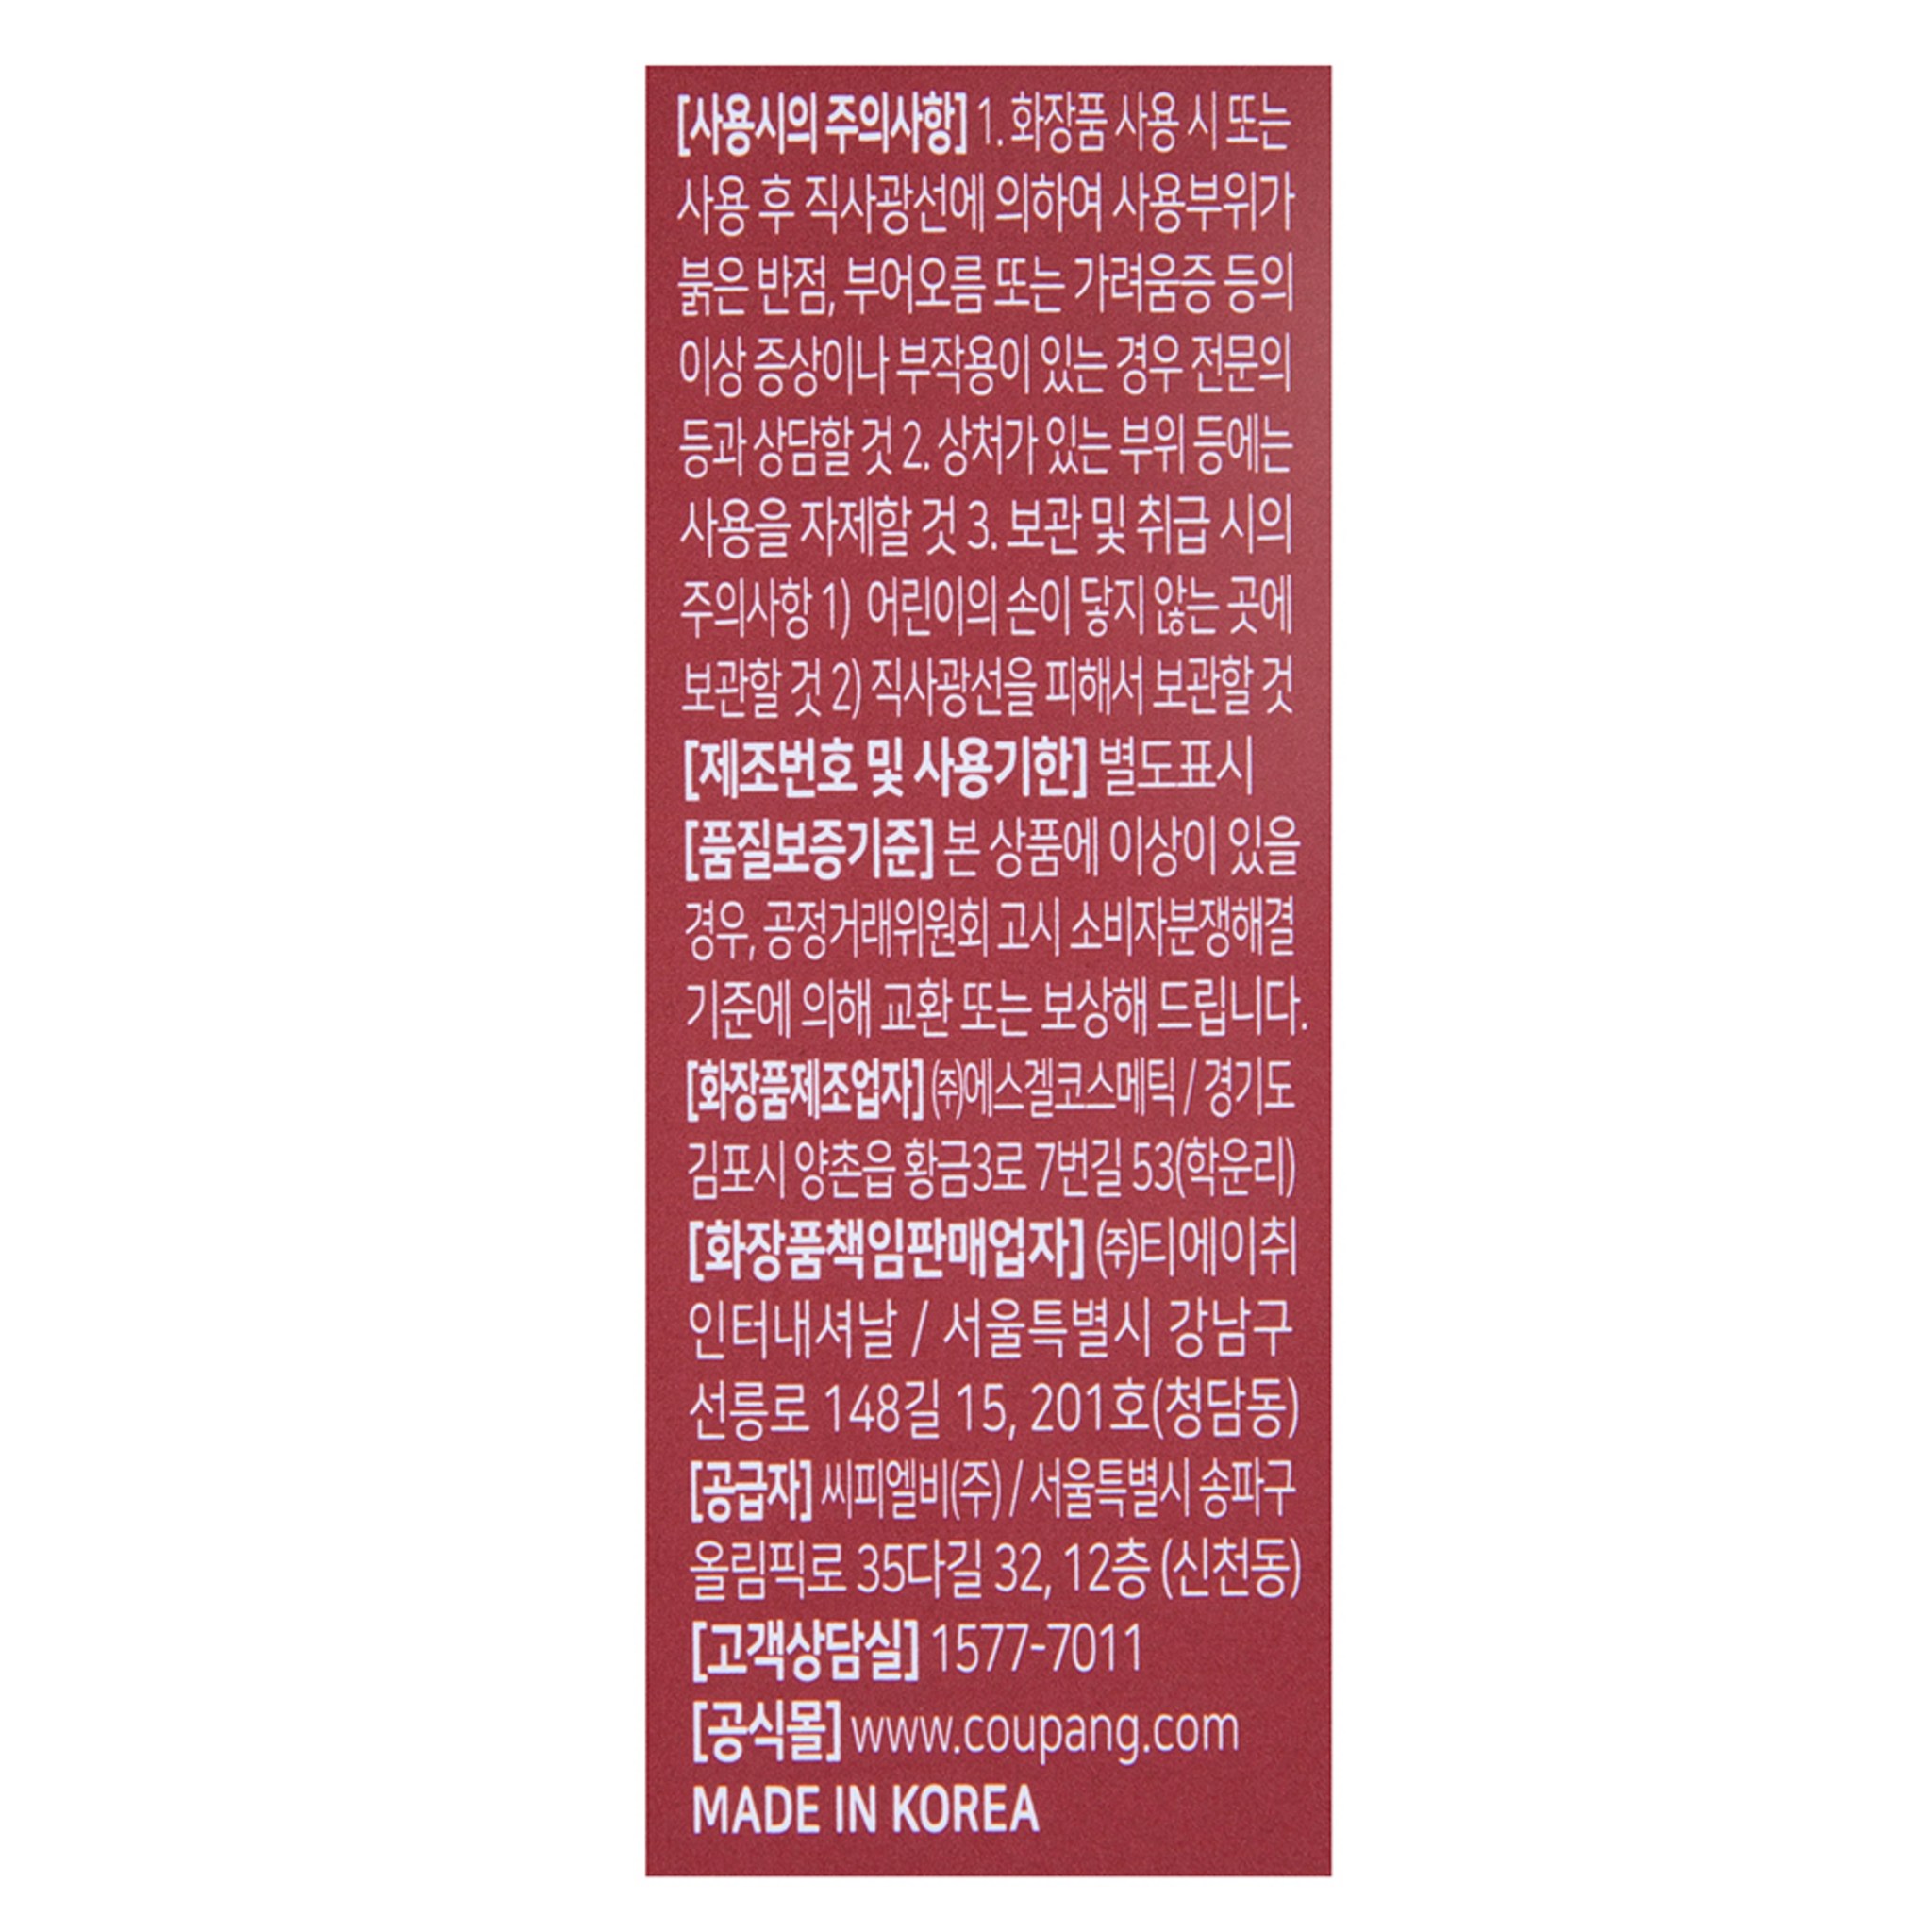 [사용시의 주의사항] 1. 화장품 사용 시 또는
사용 후 직사광선에 의하여 사용부위가
붉은 반점, 부어오름 또는 가려움증 등의
이상 증상이나 부작용이 있는 경우 전문의
등과 상담할 것 2. 상처가 있는 부위 등에는
사용을 자제할 것 3. 보관 및 취급 시의
주의사항 1) 어린이의 손이 닿지 않는 곳에
보관할 것 2) 직사광선을 피해서 보관할 것
[제조번호 및 사용기한] 별도표시
[품질보증기준] 본 상품에 이상이 있을
경우, 공정거래위원회 고시 소비자분쟁해결
기준에 의해 교환 또는 보상해 드립니다.
[화장품제조업자] (주)에스겔코스메틱 / 경기도
김포시 양촌읍 황금3로 7번길 53(학운리)
[화장품책임판매업자] (주)티에이취
인터내셔날 / 서울특별시 강남구
선릉로 148길 15, 201호(청담동)
[공급자] 씨피엘비(주) / 서울특별시 송파구
올림픽로 35다길 32, 12층 (신천동)
[고객상담실] 1577-7011
[공식몰] www.coupang.com
MADE IN KOREA